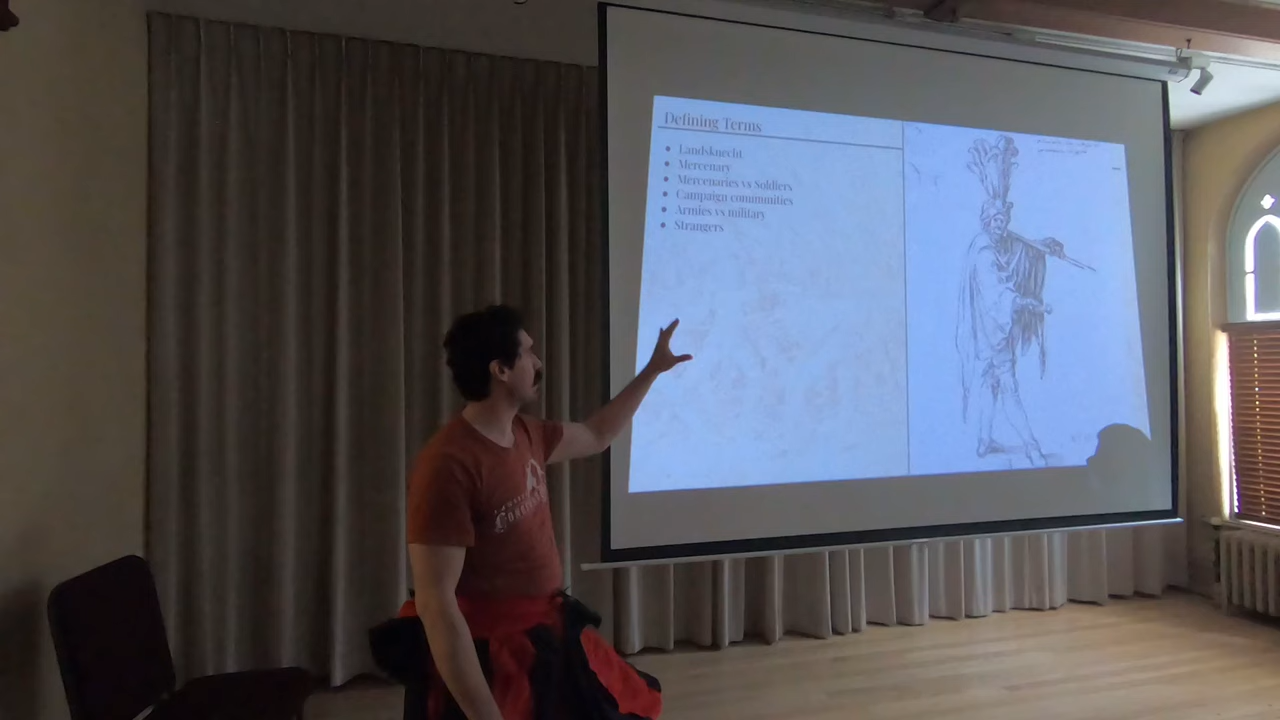 Defining Terms
Landsknecht
Mercenary
Mercenaries vs Soldiers
Campaign communities
Armies vs military
Strangers